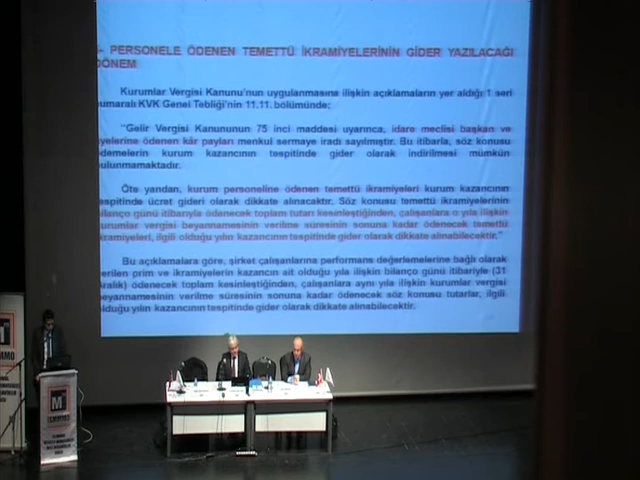 - PERSONELE ÖDENEN TEMETTÜ İKRAMİYELERİNİN GİDER YAZILACAĞI
DÖNEM
Kurumlar Vergisi Kanunu'nun uygulanmasına ilişkin açıklamaların yer aldığı 1 seri
numaralı KVK Genel Tebliği'nin 11.11. bölümünde;
"Gelir Vergisi Kanununun 75 inci maddesi uyarınca, idare meclisi başkan ve
üyelerine ödenen kâr payları menkul sermaye iradı sayılmıştır. Bu itibarla, söz konusu
ödemelerin kurum kazancının tespitinde gider olarak indirilmesi mümkün
bulunmamaktadır.
Öte yandan, kurum personeline ödenen temettü ikramiyeleri kurum kazancının
tespitinde ücret gideri olarak dikkate alınacaktır. Söz konusu temettü ikramiyelerinin
bilanço günü itibarıyla ödenecek toplam tutarı kesinleştiğinden, çalışanlara o yıla ilişkin
kurumlar vergisi beyannamesinin verilme süresinin sonuna kadar ödenecek temettü
ikramiyeleri, ilgili olduğu yılın kazancının tespitinde gider olarak dikkate alınabilecektir."
Bu açıklamalara göre, şirket çalışanlarına performans değerlemelerine bağlı olarak
verilen prim ve ikramiyelerin kazancın ait olduğu yıla ilişkin bilanço günü itibariyle (31
Aralık) ödenecek toplam kesinleştiğinden, çalışanlara aynı yıla ilişkin kurumlar vergisi
beyannamesinin verilme süresinin sonuna kadar ödenecek söz konusu tutarlar, ilgili
olduğu yılın kazancının tespitinde gider olarak dikkate alınabilecektir.